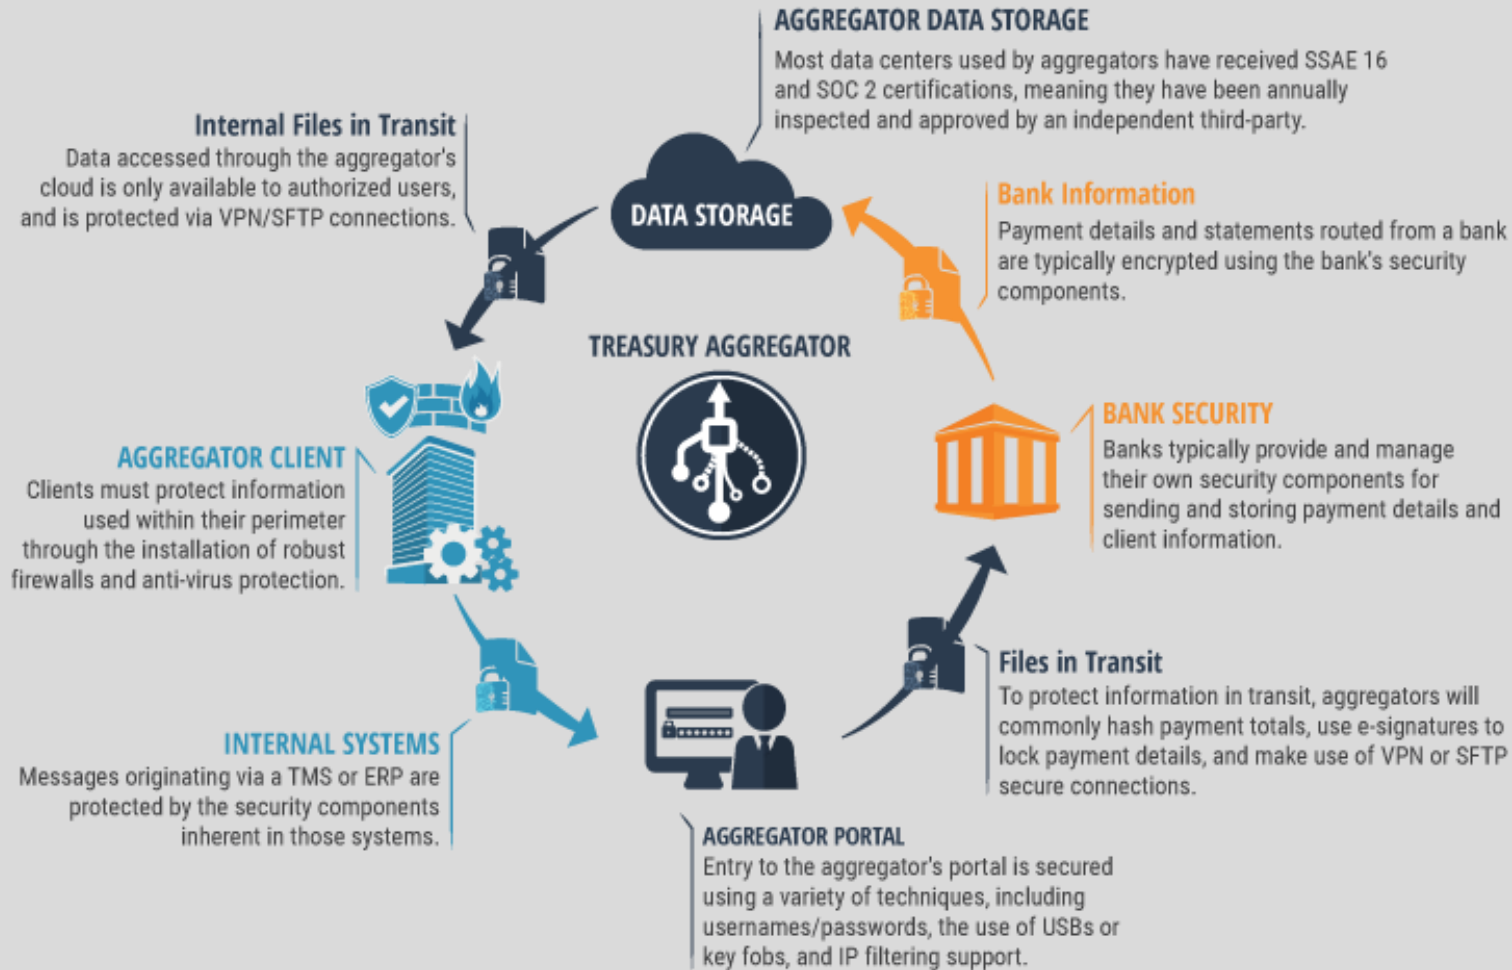 AGGREGATOR DATA STORAGE
Most data centers used by aggregators have received SSAE 16
and SOC 2 certifications, meaning they have been annually
inspected and approved by an independent third-party.
Internal Files in Transit
Data accessed through the aggregator's
cloud is only available to authorized users,
and is protected via VPN/SFTP connections.
DATA STORAGE
Bank Information
Payment details and statements routed from a bank
are typically encrypted using the bank's security
components.
TREASURY AGGREGATOR
AGGREGATOR CLIENT
Clients must protect information
used within their perimeter
through the installation of robust
firewalls and anti-virus protection.
BANK SECURITY
Banks typically provide and manage
their own security components for
sending and storing payment details and
client information.
INTERNAL SYSTEMS
Messages originating via a TMS or ERP are
protected by the security components
inherent in those systems.
Files in Transit
To protect information in transit, aggregators will
commonly hash payment totals, use e-signatures to
lock payment details, and make use of VPN or SFTP
secure connections.
AGGREGATOR PORTAL
Entry to the aggregator's portal is secured
using a variety of techniques, including
usernames/passwords, the use of USBs or
key fobs, and IP filtering support.